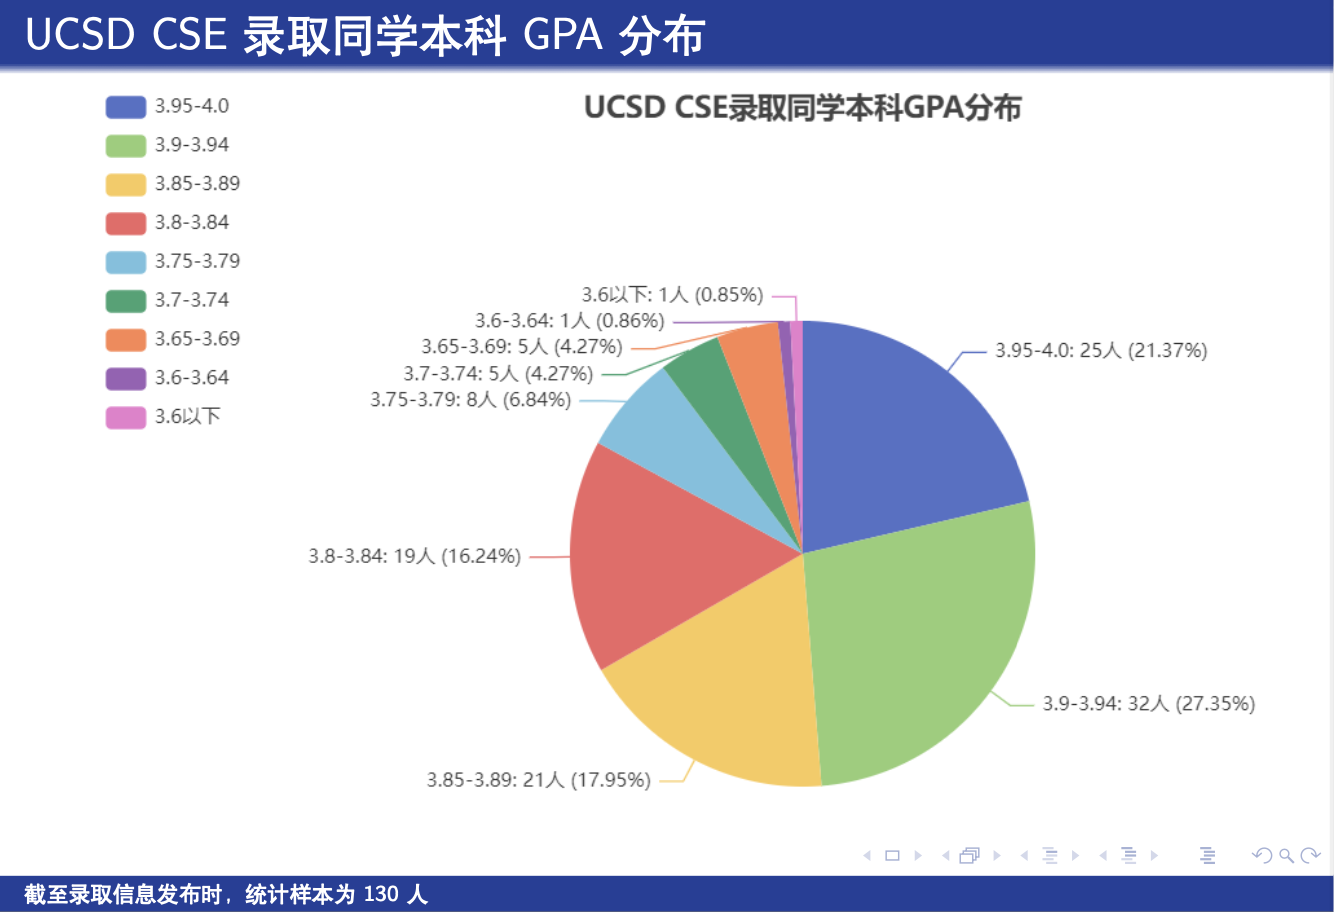 UCSD CSE 录取同学本科 GPA 分布
UCSD CSE录取同学本科GPA分布
3.95-4.0
3.9-3.94
3.85-3.89
3.8-3.84
3.75-3.79
3.7-3.74
3.65-3.69
3.6-3.64
3.6以下
3.6以下: 1人 (0.85%)
3.6-3.64: 1人 (0.86%)
3.65-3.69: 5人 (4.27%)
3.7-3.74: 5人 (4.27%)
3.75-3.79: 8人 (6.84%)
3.95-4.0: 25人 (21.37%)
3.8-3.84: 19人 (16.24%)
3.9-3.94: 32人 (27.35%)
3.85-3.89: 21人 (17.95%)
截至录取信息发布时，统计样本为 130 人